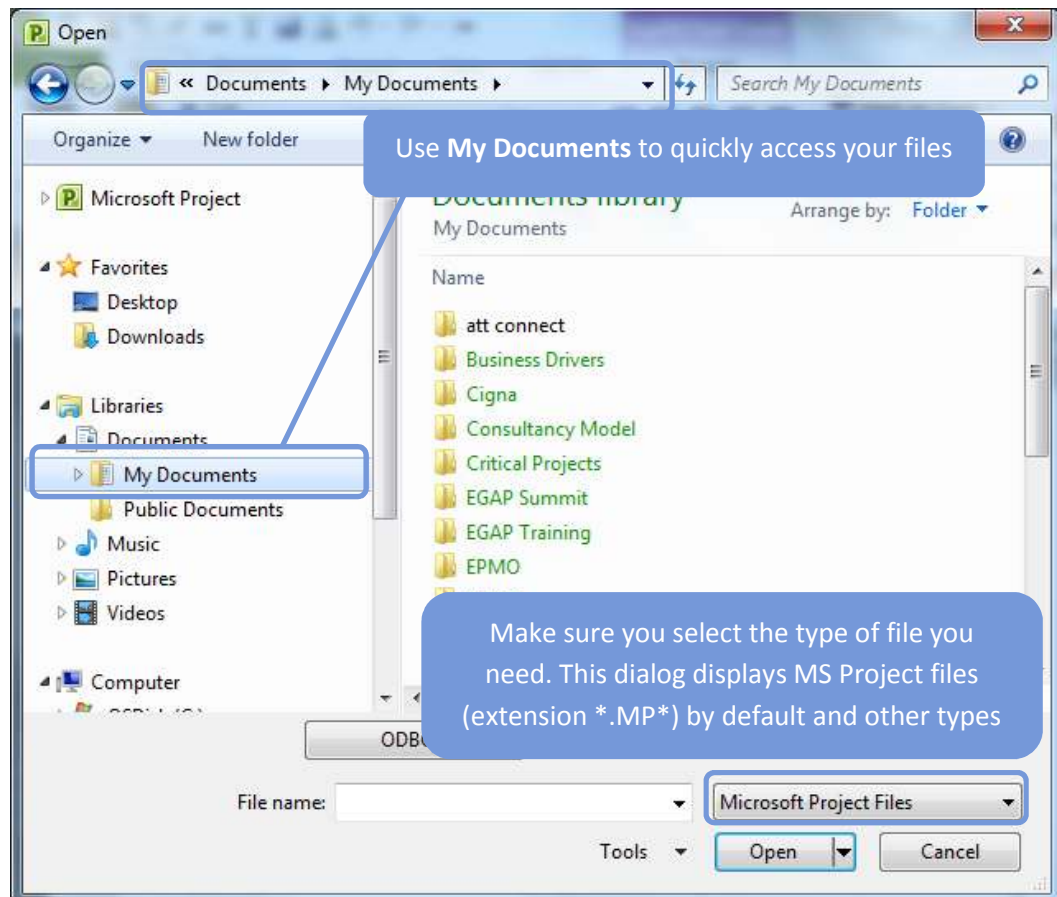 Open
« Documents My Documents
Search My Documents
Organize
New folder
Use My Documents to quickly access your files
Microsoft Project
Favorites
Desktop
Downloads
Libraries
Documents
My Documents
Public Documents
Music
Pictures
Videos
Computer
Documents library
My Documents
Arrange by: Folder
Name
att connect
Business Drivers
Cigna
Consultancy Model
Critical Projects
EGAP Summit
EGAP Training
EPMO
Make sure you select the type of file you
need. This dialog displays MS Project files
(extension *.MP*) by default and other types
File name:
Microsoft Project Files
Tools
Open
Cancel